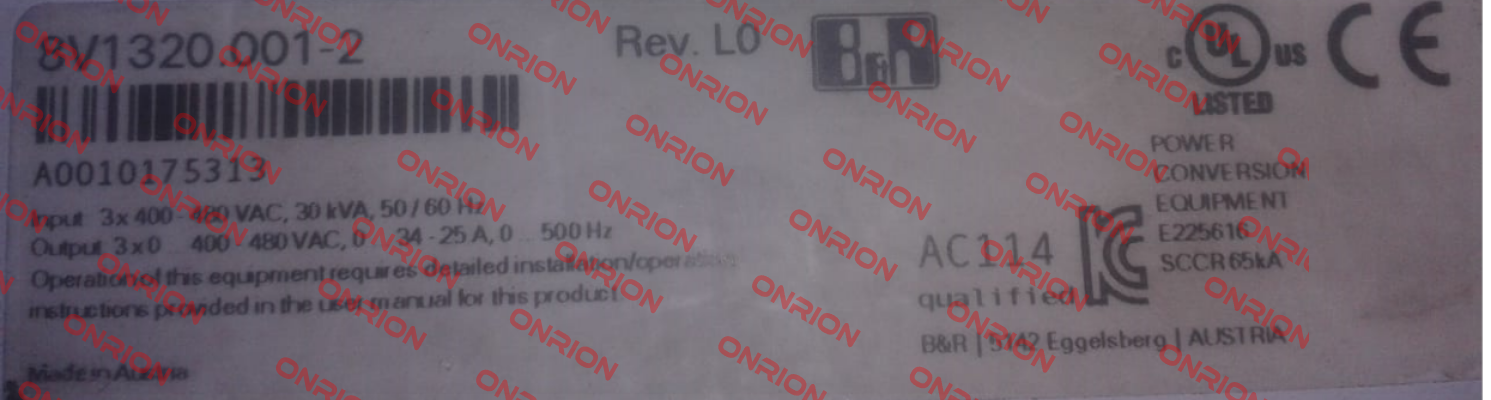 8V1320.001-2
Rev. L0
B&R
C UL US
LISTED
CE
A0010175313
Input 3x 400 - 480 VAC, 30 kVA, 50 / 60 Hz
Output 3x0 ... 400 - 480 VAC, 0 ... 34 - 25 A, 0 ... 500 Hz
Operation of this equipment requires detailed installation/operation
instructions provided in the user manual for this product
Made in Austria
POWER
CONVERSION
EQUIPMENT
E225616
SCCR 65kA
AC114
qualified
B&R | 5142 Eggelsberg | AUSTRIA
ONRION